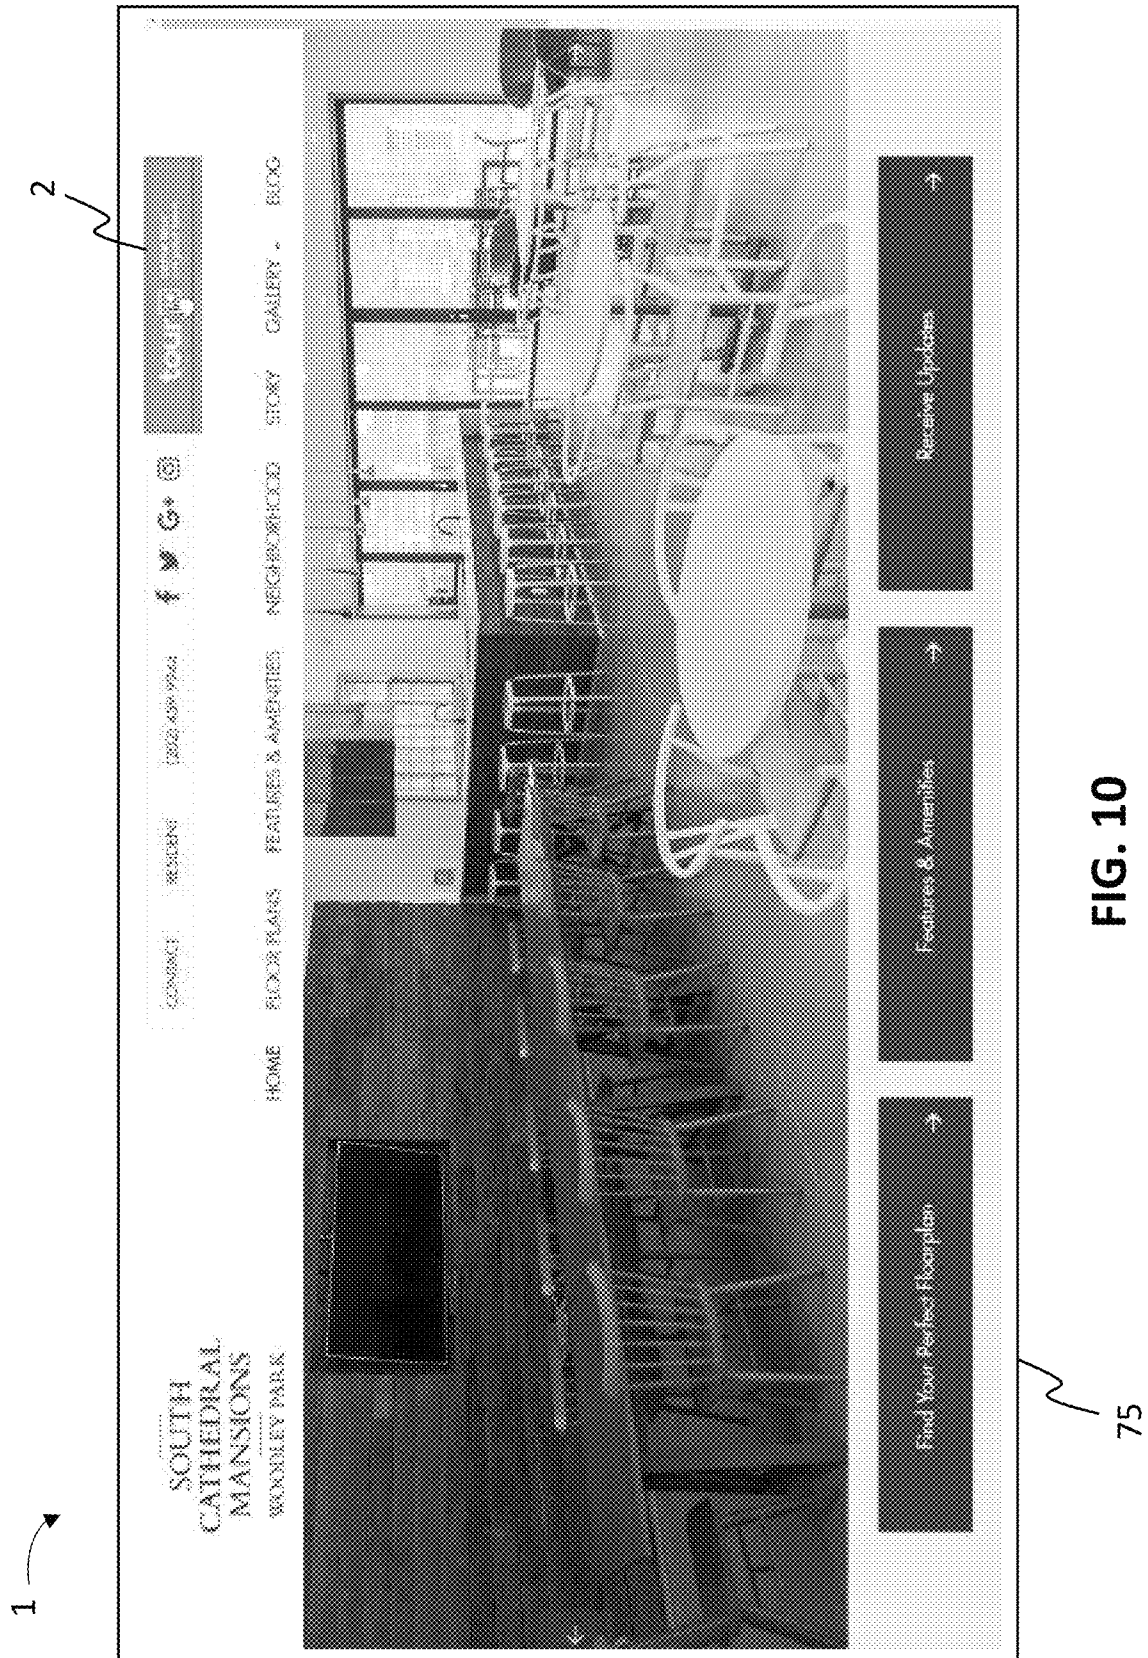 1
2
CONTACT
RESIDENT
f G+
SOUTH
CATHEDRAL
MANSIONS
WOODLEY PARK
HOME FLOOR PLANS FEATURES & AMENITIES NEIGHBORHOOD STORY GALLERY BLOG
Find Your Perfect Floorplan →
Features & Amenities →
Receive Updates →
75
FIG. 10